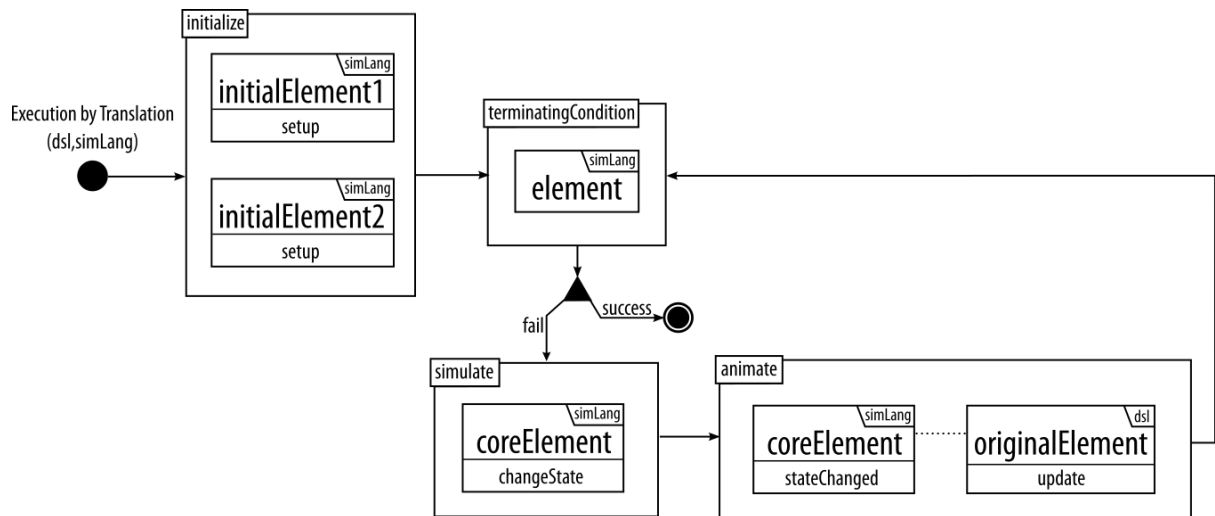 Execution by Translation
(dsl,simLang)
initialize
simLang
initialElement1
setup
simLang
initialElement2
setup
terminatingCondition
simLang
element
fail
success
simulate
simLang
coreElement
changeState
animate
simLang
coreElement
stateChanged
dsl
originalElement
update